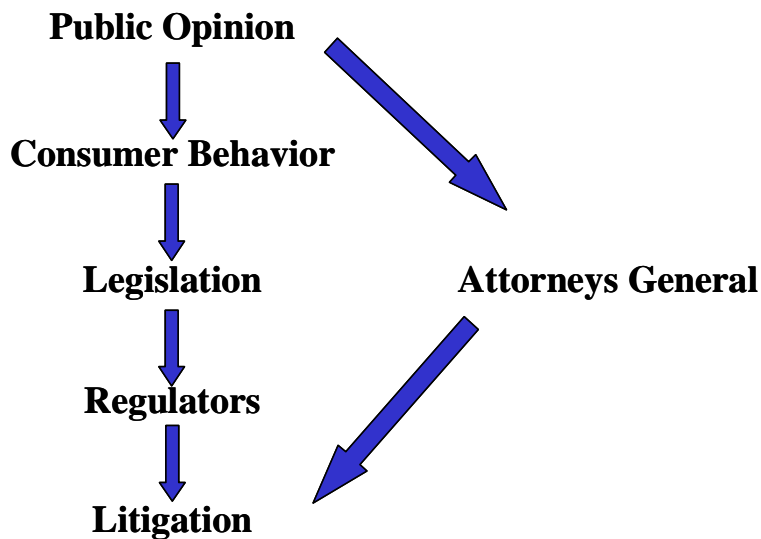 Public Opinion
Consumer Behavior
Legislation
Attorneys General
Regulators
Litigation